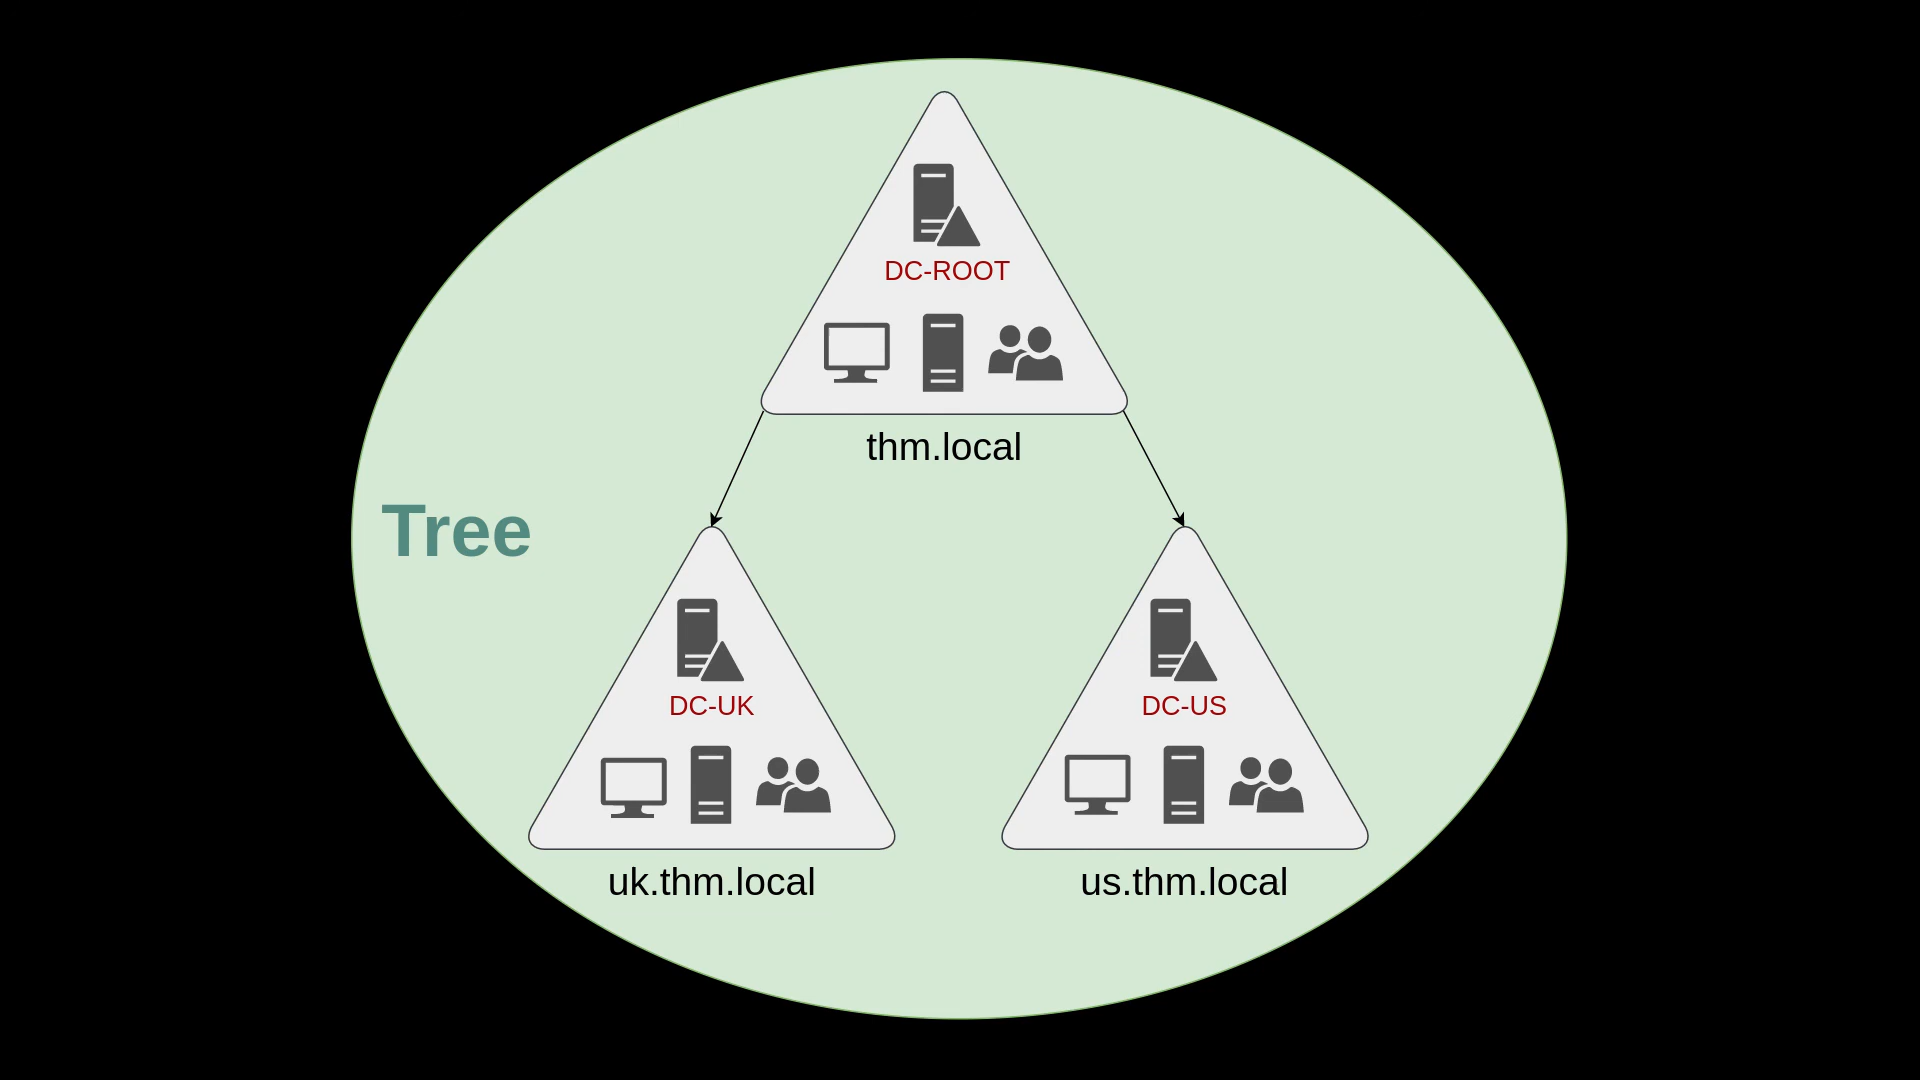 DC-ROOT
thm.local
Tree
DC-UK
DC-US
uk.thm.local
us.thm.local